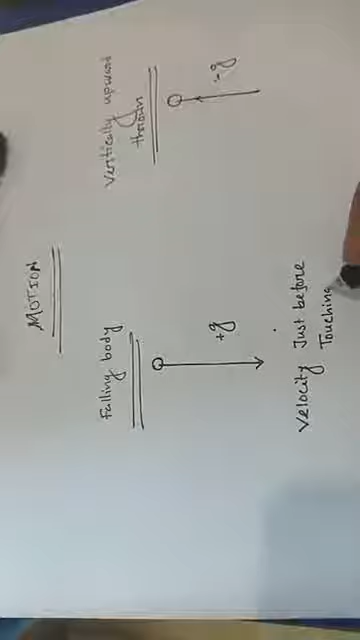 MOTION
Falling body
Vertically upward
thrown
+g
-g
Velocity Just before
Touching